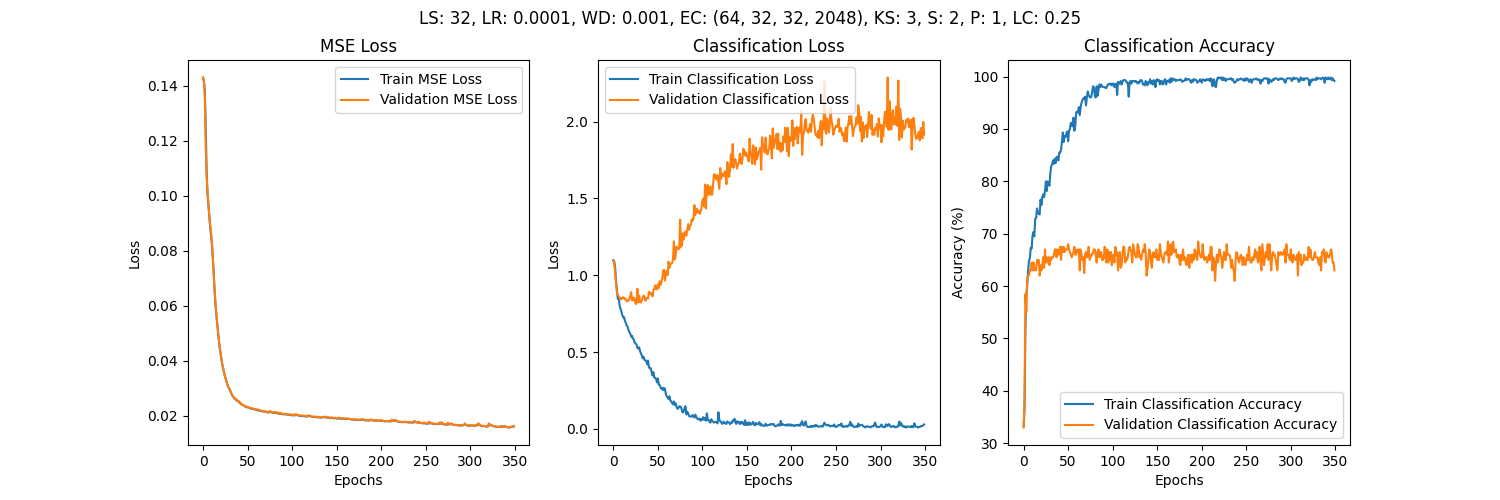 LS: 32, LR: 0.0001, WD: 0.001, EC: (64, 32, 32, 2048), KS: 3, S: 2, P: 1, LC: 0.25
MSE Loss
Train MSE Loss
Validation MSE Loss
0.14
0.12
0.10
0.08
0.06
0.04
0.02
Loss
0 50 100 150 200 250 300 350
Epochs
Classification Loss
Train Classification Loss
Validation Classification Loss
2.0
1.5
1.0
0.5
0.0
Loss
0 50 100 150 200 250 300 350
Epochs
Classification Accuracy
100
90
80
70
60
50
40
30
Accuracy (%)
Train Classification Accuracy
Validation Classification Accuracy
0 50 100 150 200 250 300 350
Epochs